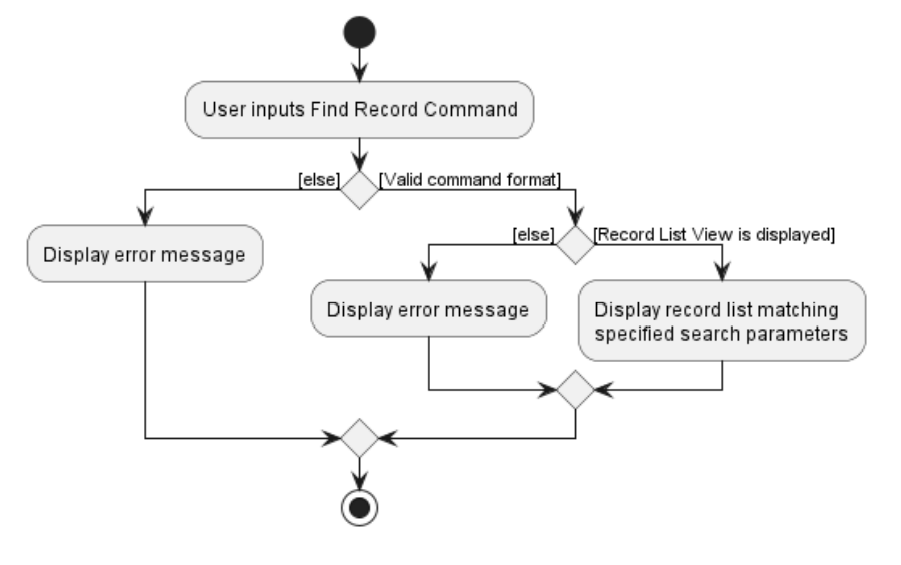 User inputs Find Record Command
[else]
[Valid command format]
Display error message
[else]
[Record List View is displayed]
Display error message
Display record list matching
specified search parameters